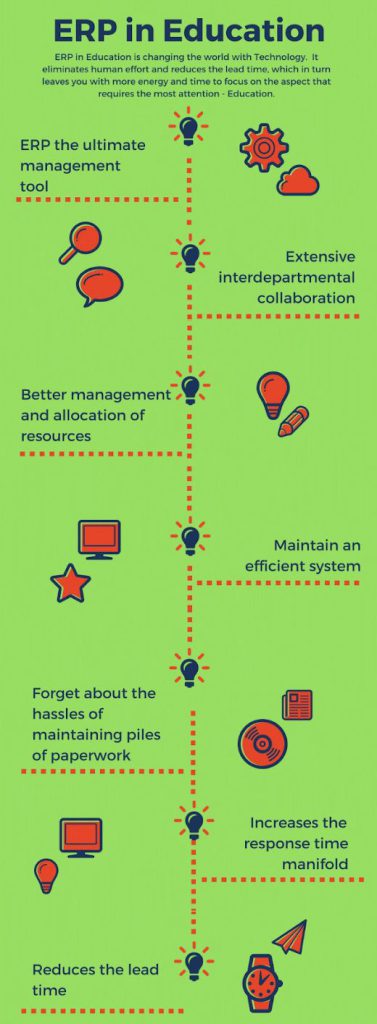 ERP in Education
ERP in Education is changing the world with Technology. It
eliminates human effort and reduces the lead time, which in turn
leaves you with more energy and time to focus on the aspect that
requires the most attention - Education.
ERP the ultimate
management
tool
Extensive
interdepartmental
collaboration
Better management
and allocation of
resources
Maintain an
efficient system
Forget about the
hassles of
maintaining piles
of paperwork
Increases the
response time
manifold
Reduces the lead
time